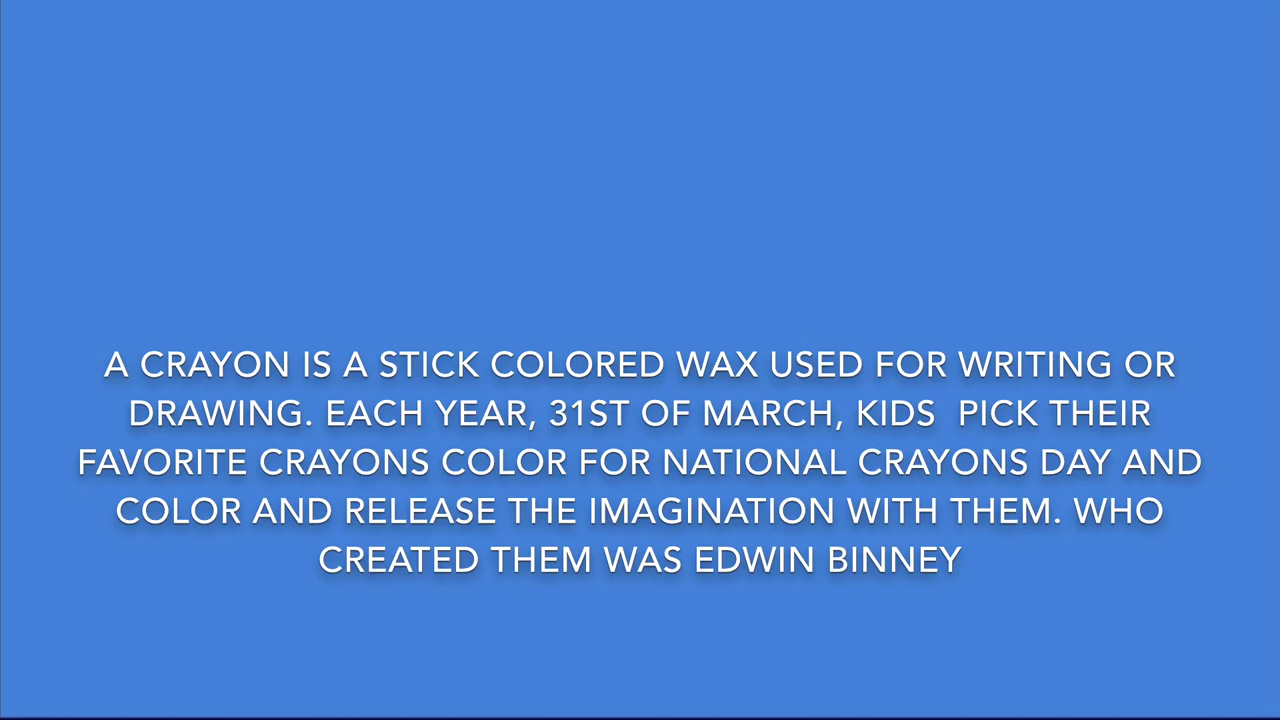 A CRAYON IS A STICK COLORED WAX USED FOR WRITING OR
DRAWING. EACH YEAR, 31ST OF MARCH, KIDS  PICK THEIR
FAVORITE CRAYONS COLOR FOR NATIONAL CRAYONS DAY AND
COLOR AND RELEASE THE IMAGINATION WITH THEM. WHO
CREATED THEM WAS EDWIN BINNEY